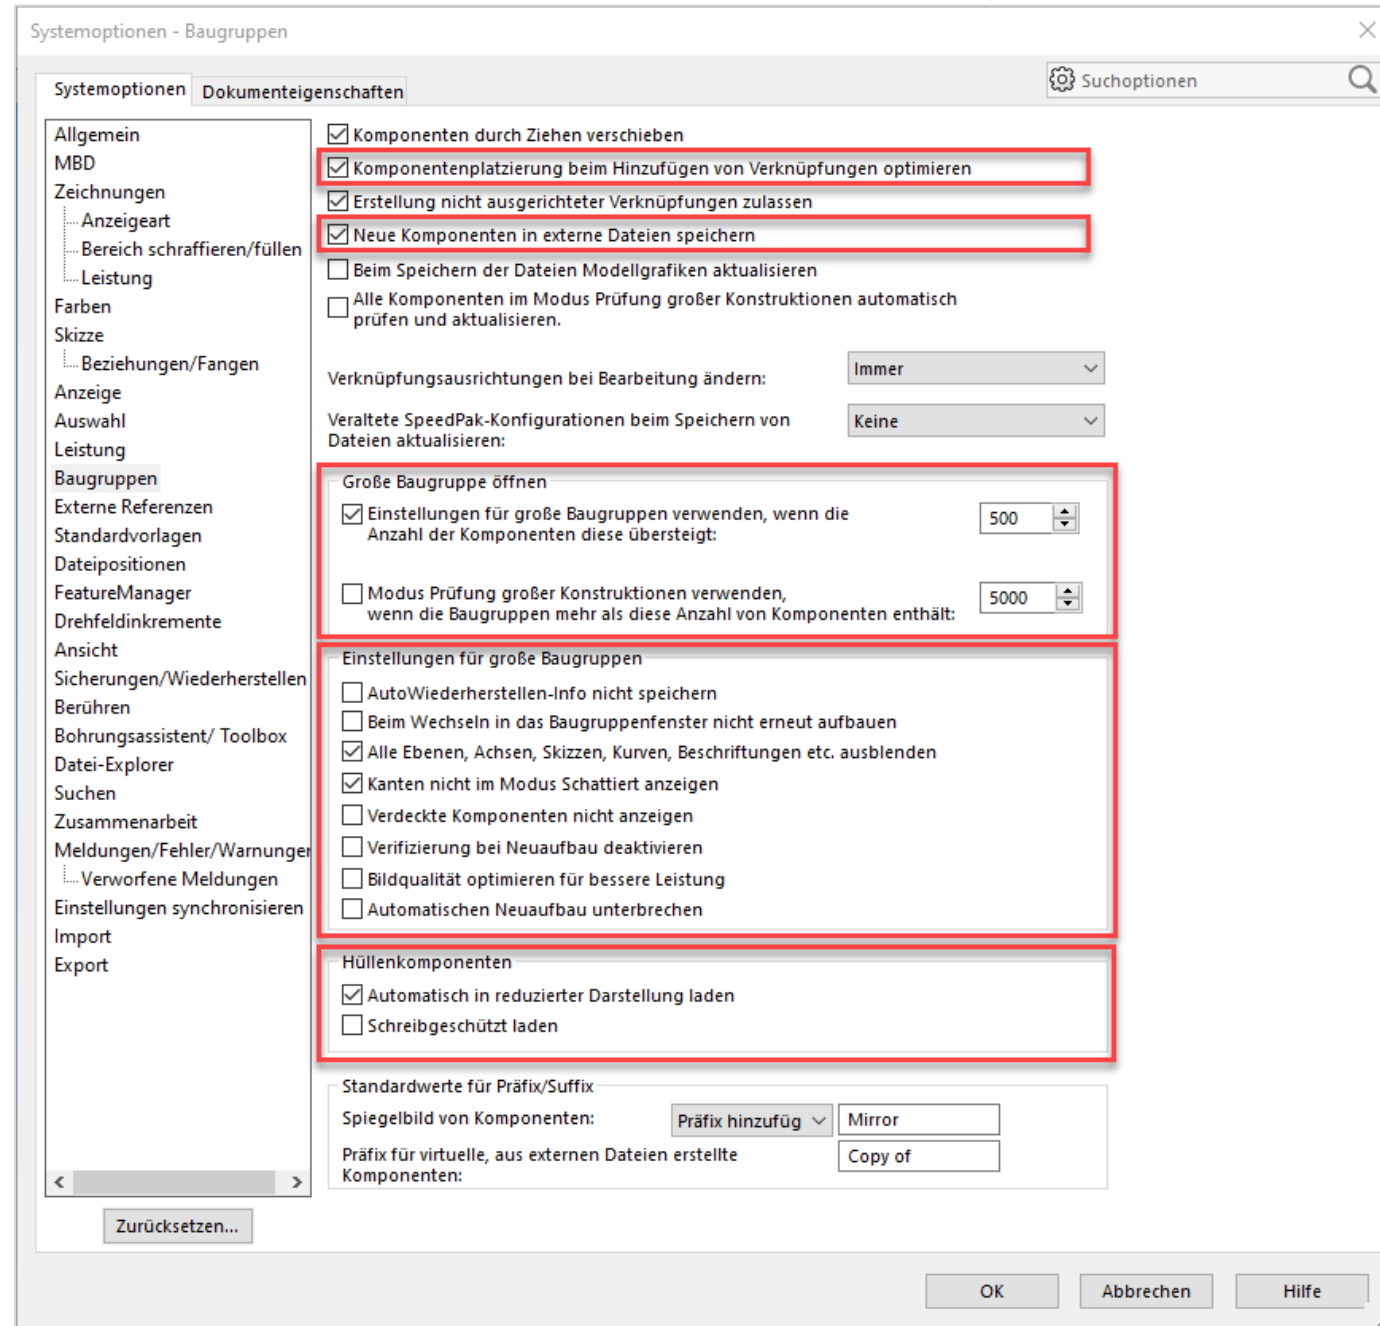 Systemoptionen - Baugruppen
Systemoptionen
Dokumenteigenschaften
Suchoptionen
Allgemein
MBD
Zeichnungen
Anzeigeart
Bereich schraffieren/füllen
Leistung
Farben
Skizze
Beziehungen/Fangen
Anzeige
Auswahl
Leistung
Baugruppen
Externe Referenzen
Standardvorlagen
Dateipositionen
FeatureManager
Drehfeldinkremente
Ansicht
Sicherungen/Wiederherstellen
Berühren
Bohrungsassistent/ Toolbox
Datei-Explorer
Suchen
Zusammenarbeit
Meldungen/Fehler/Warnunger
Verworfene Meldungen
Einstellungen synchronisieren
Import
Export
Zurücksetzen...
Komponenten durch Ziehen verschieben
Komponentenplatzierung beim Hinzufügen von Verknüpfungen optimieren
Erstellung nicht ausgerichteter Verknüpfungen zulassen
Neue Komponenten in externe Dateien speichern
Beim Speichern der Dateien Modellgrafiken aktualisieren
Alle Komponenten im Modus Prüfung großer Konstruktionen automatisch
prüfen und aktualisieren.
Verknüpfungsausrichtungen bei Bearbeitung ändern:
Immer
Veraltete SpeedPak-Konfigurationen beim Speichern von
Dateien aktualisieren:
Keine
Große Baugruppe öffnen
Einstellungen für große Baugruppen verwenden, wenn die
Anzahl der Komponenten diese übersteigt:
500
Modus Prüfung großer Konstruktionen verwenden,
wenn die Baugruppen mehr als diese Anzahl von Komponenten enthält:
5000
Einstellungen für große Baugruppen
AutoWiederherstellen-Info nicht speichern
Beim Wechseln in das Baugruppenfenster nicht erneut aufbauen
Alle Ebenen, Achsen, Skizzen, Kurven, Beschriftungen etc. ausblenden
Kanten nicht im Modus Schattiert anzeigen
Verdeckte Komponenten nicht anzeigen
Verifizierung bei Neuaufbau deaktivieren
Bildqualität optimieren für bessere Leistung
Automatischen Neuaufbau unterbrechen
Hüllenkomponenten
Automatisch in reduzierter Darstellung laden
Schreibgeschützt laden
Standardwerte für Präfix/Suffix
Spiegelbild von Komponenten:
Präfix hinzufüg
Mirror
Präfix für virtuelle, aus externen Dateien erstellte
Komponenten:
Copy of
OK
Abbrechen
Hilfe